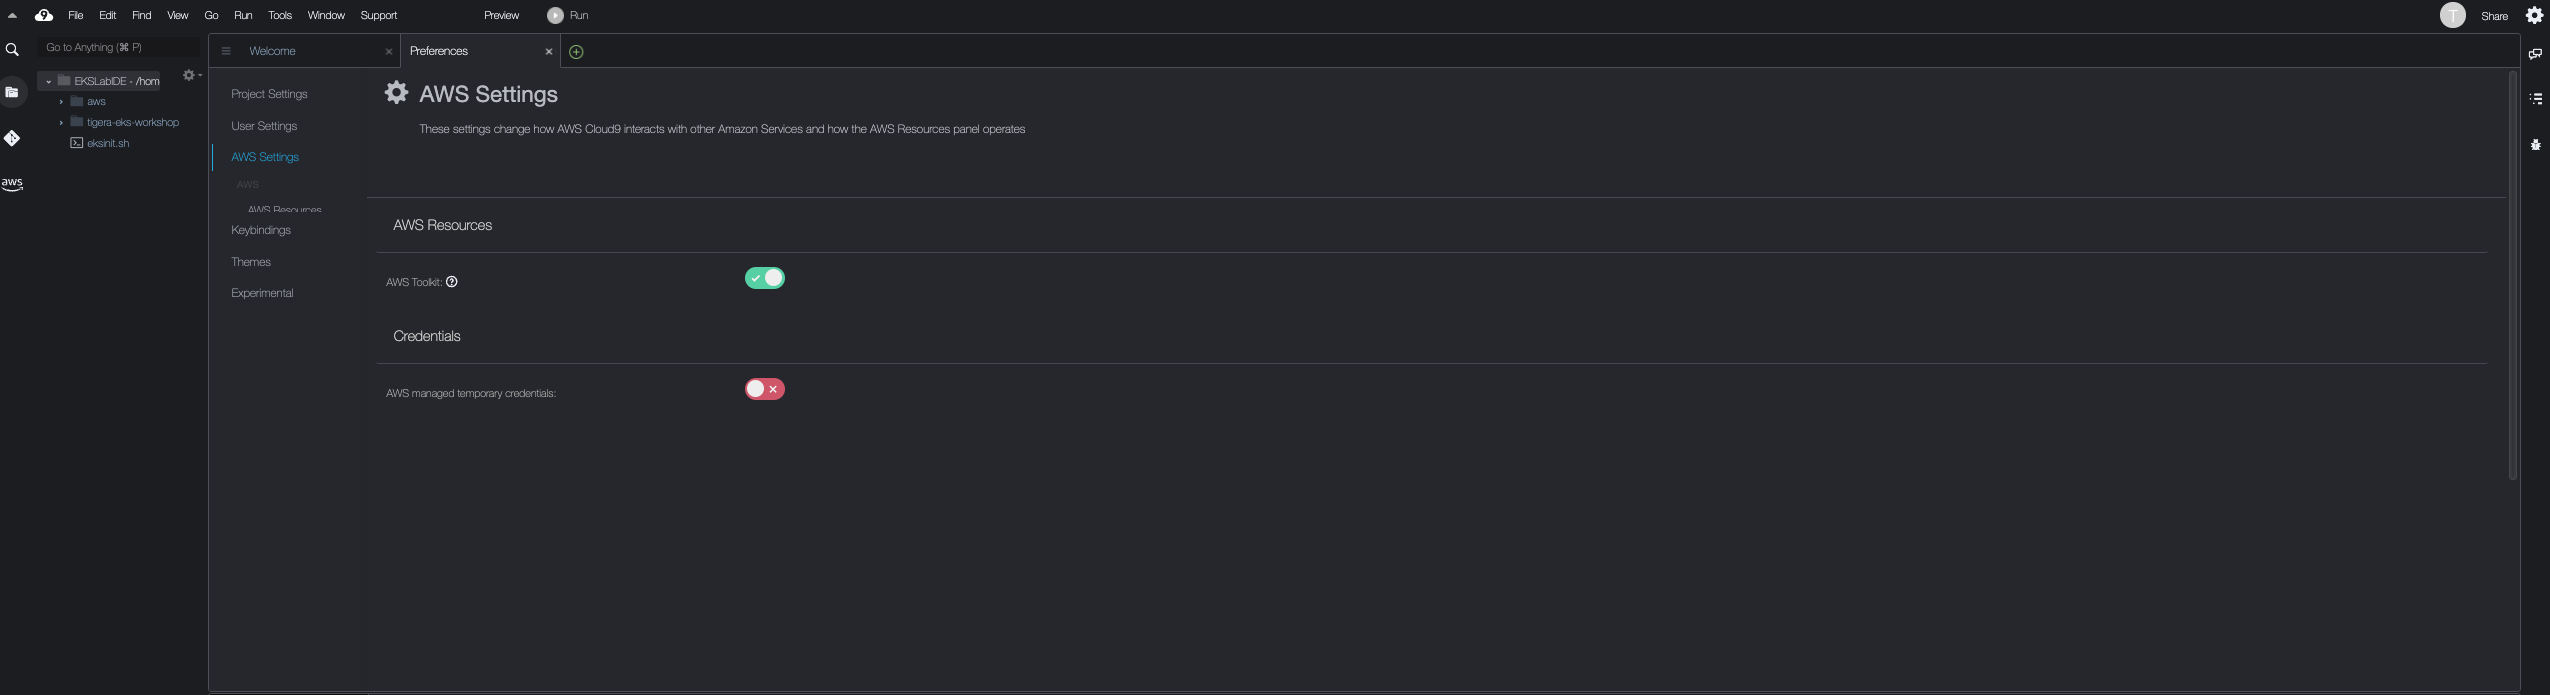 9 File Edit Find View Go Run Tools Window Support Preview Run T Share
Go to Anything (⌘ P)
Welcome Preferences
EKSLabIDE - /hom
aws
tigera-eks-workshop
eksinit.sh
aws
Project Settings
User Settings
AWS Settings
AWS
AWS Resources
Keybindings
Themes
Experimental
AWS Settings
These settings change how AWS Cloud9 interacts with other Amazon Services and how the AWS Resources panel operates
AWS Resources
AWS Toolkit: ?
Credentials
AWS managed temporary credentials: